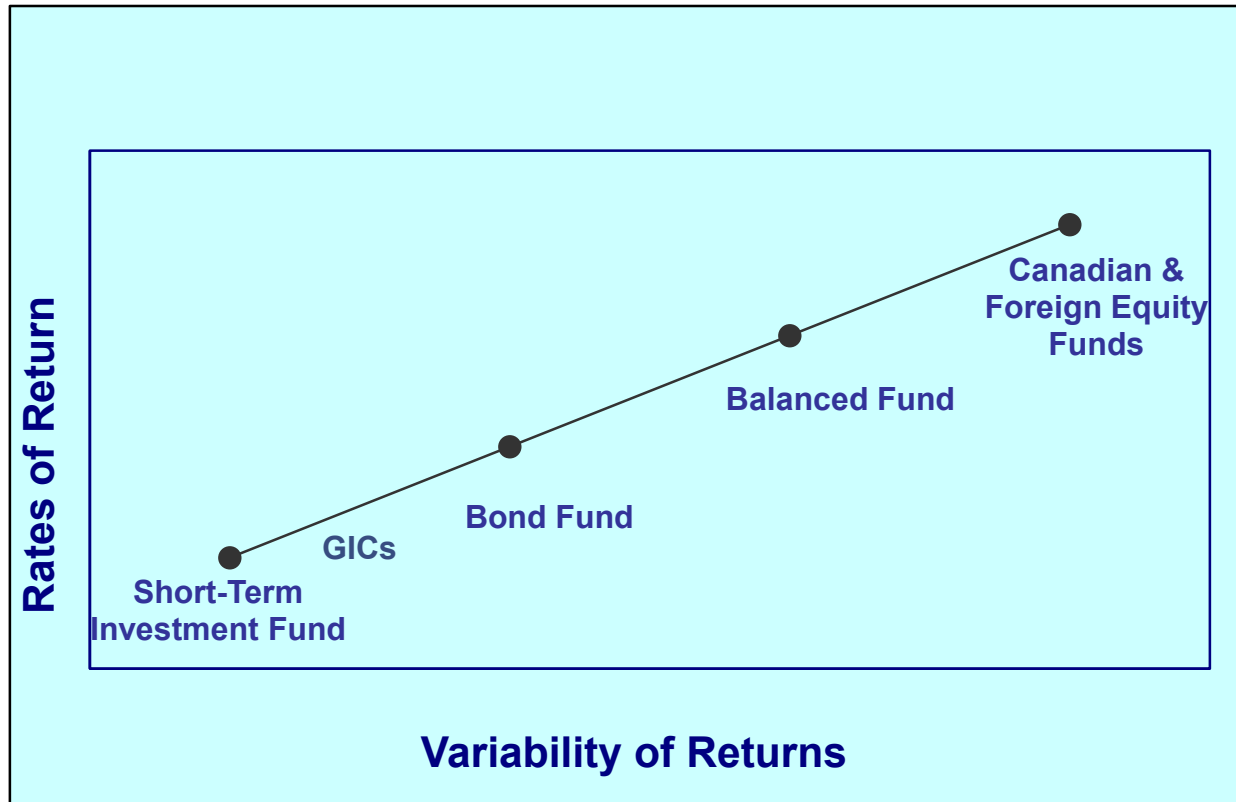 Rates of Return
Canadian &
Foreign Equity
Funds
Balanced Fund
Bond Fund
GICs
Short-Term
Investment Fund
Variability of Returns